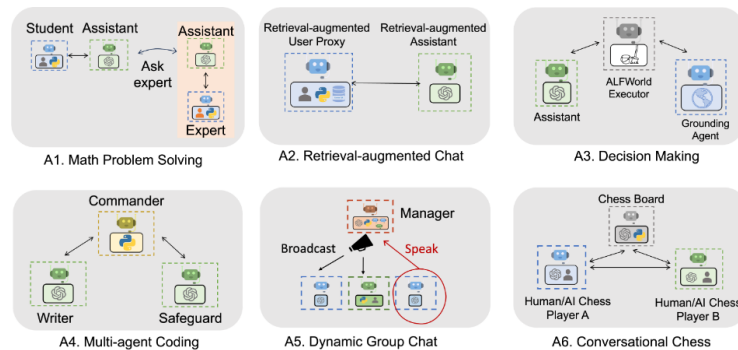 Student Assistant
Assistant
Ask
expert
Expert
A1. Math Problem Solving
Retrieval-augmented
User Proxy
Retrieval-augmented
Assistant
A2. Retrieval-augmented Chat
ALFWorld
Executor
Assistant
Grounding
Agent
A3. Decision Making
Commander
Writer
Safeguard
A4. Multi-agent Coding
Manager
Broadcast
Speak
A5. Dynamic Group Chat
Chess Board
Human/AI Chess
Player A
Human/AI Chess
Player B
A6. Conversational Chess